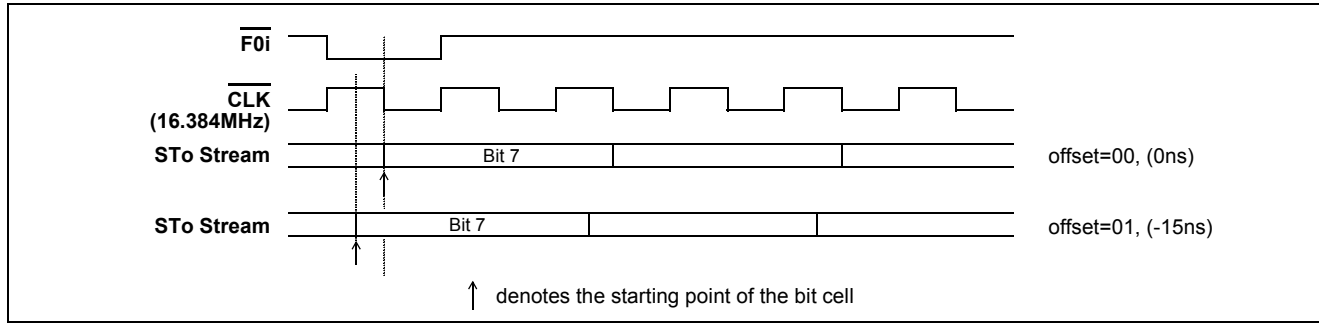 F0i
CLK
(16.384MHz)
STo Stream Bit 7 offset=00, (0ns)
STo Stream Bit 7 offset=01, (-15ns)
denotes the starting point of the bit cell